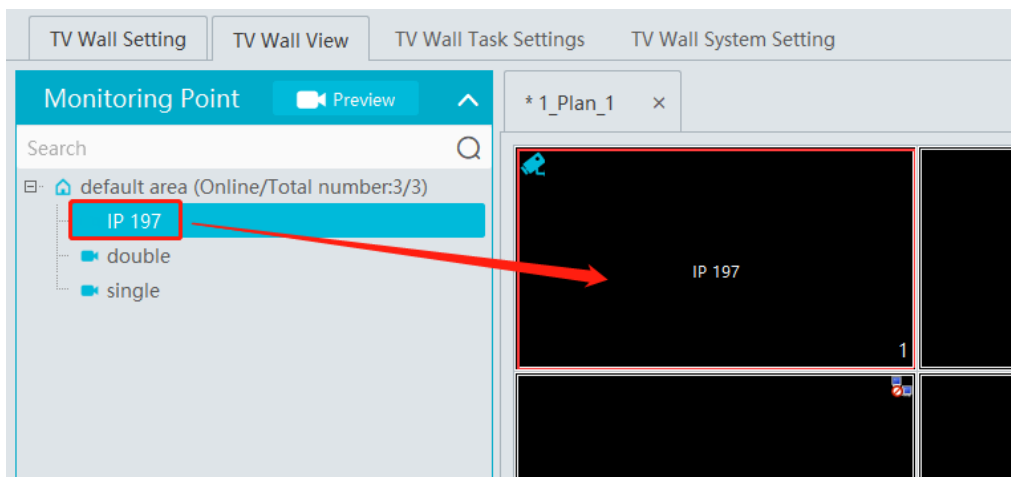 TV Wall Setting TV Wall View TV Wall Task Settings TV Wall System Setting
Monitoring Point Preview
* 1_Plan_1 ×
Search
default area (Online/Total number:3/3)
IP 197
double
single
IP 197
1